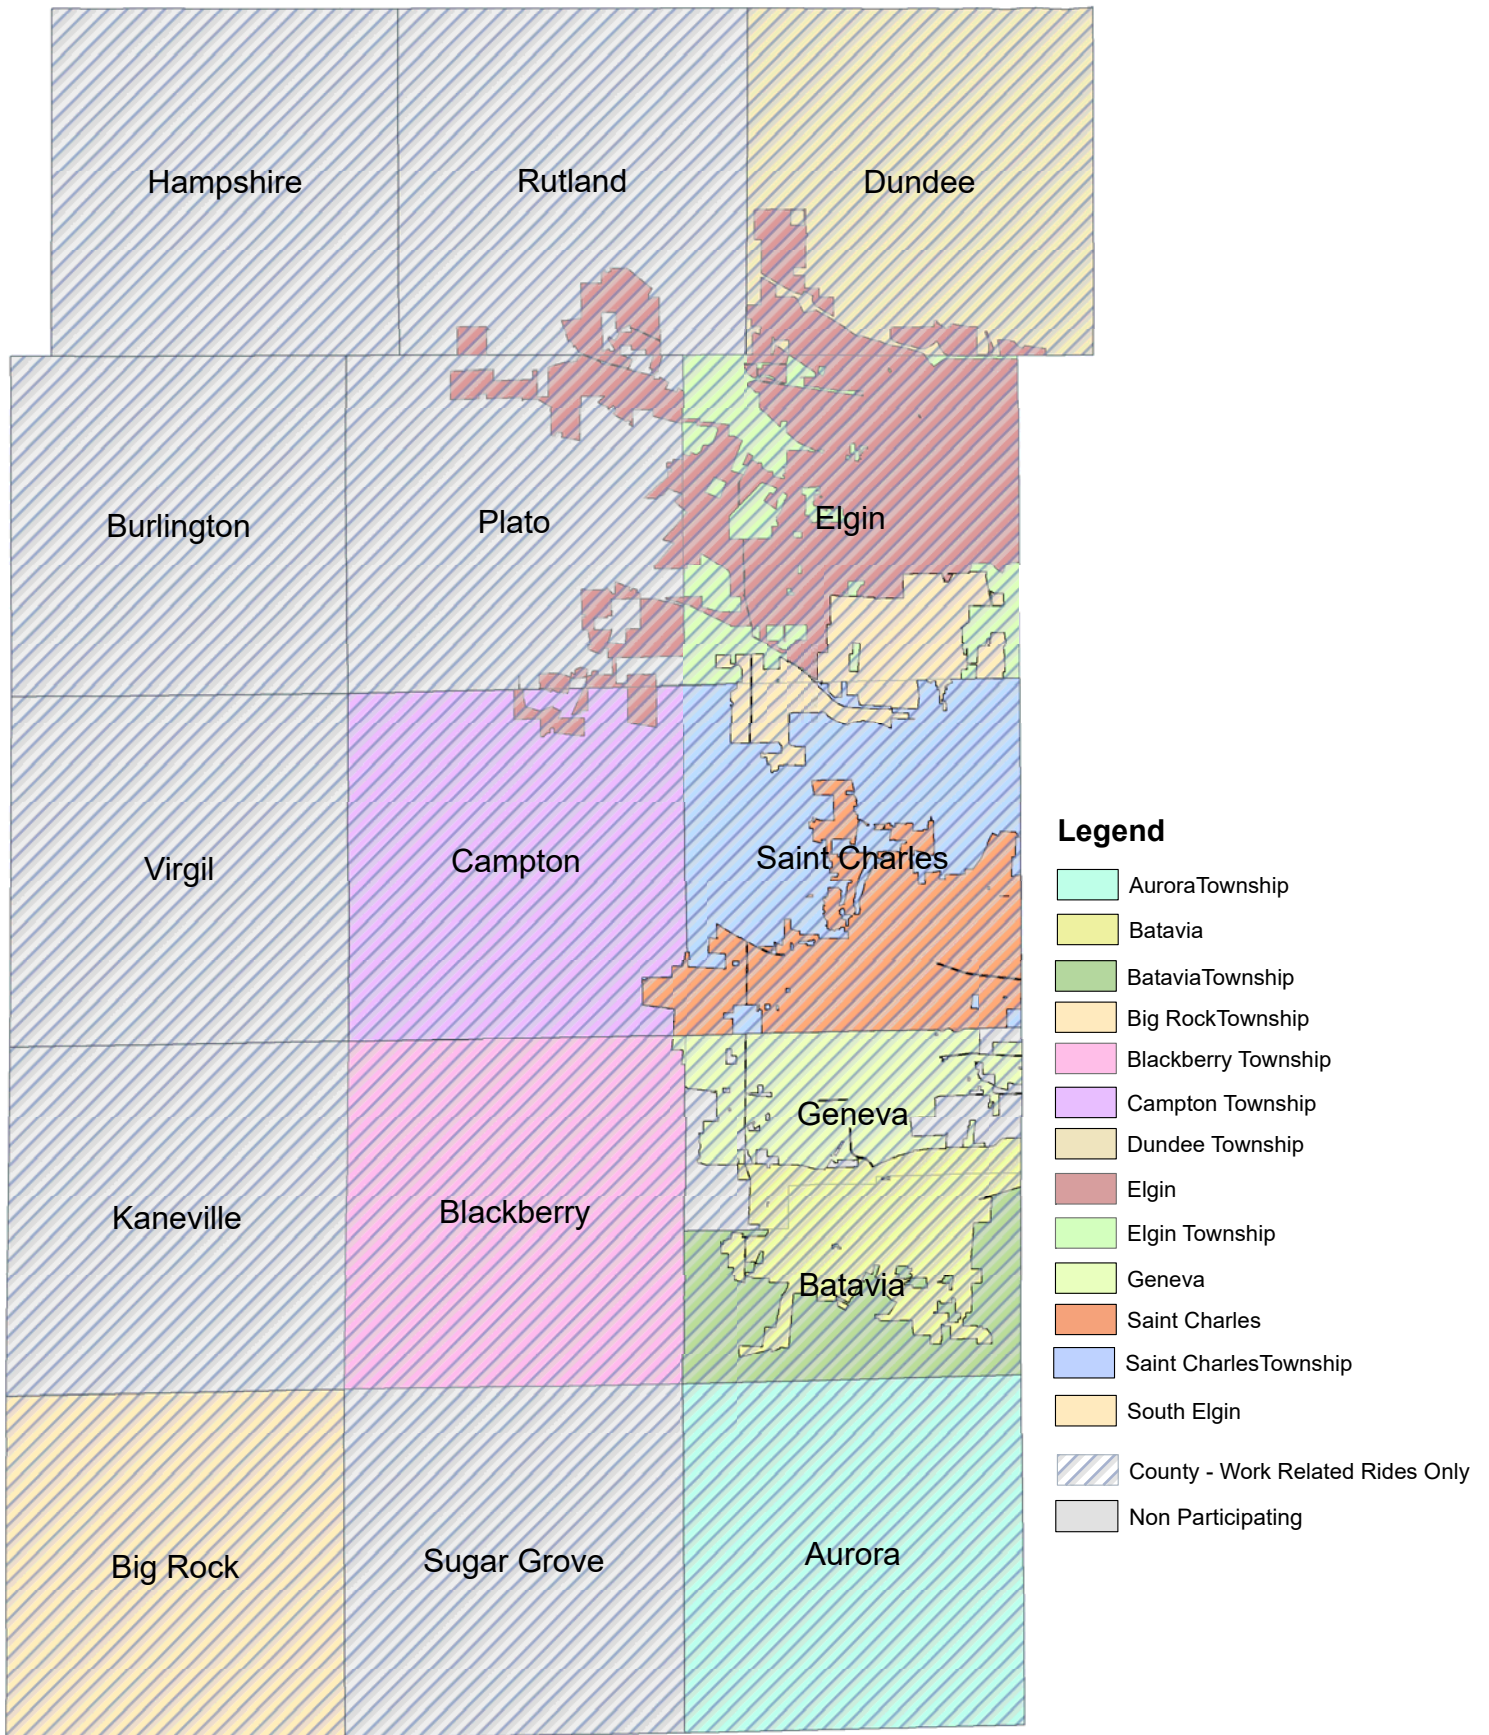 Hampshire
Rutland
Dundee
Burlington
Plato
Elgin
Virgil
Campton
Saint Charles
Geneva
Kaneville
Blackberry
Batavia
Big Rock
Sugar Grove
Aurora
Legend
AuroraTownship
Batavia
BataviaTownship
Big RockTownship
Blackberry Township
Campton Township
Dundee Township
Elgin
Elgin Township
Geneva
Saint Charles
Saint CharlesTownship
South Elgin
County - Work Related Rides Only
Non Participating